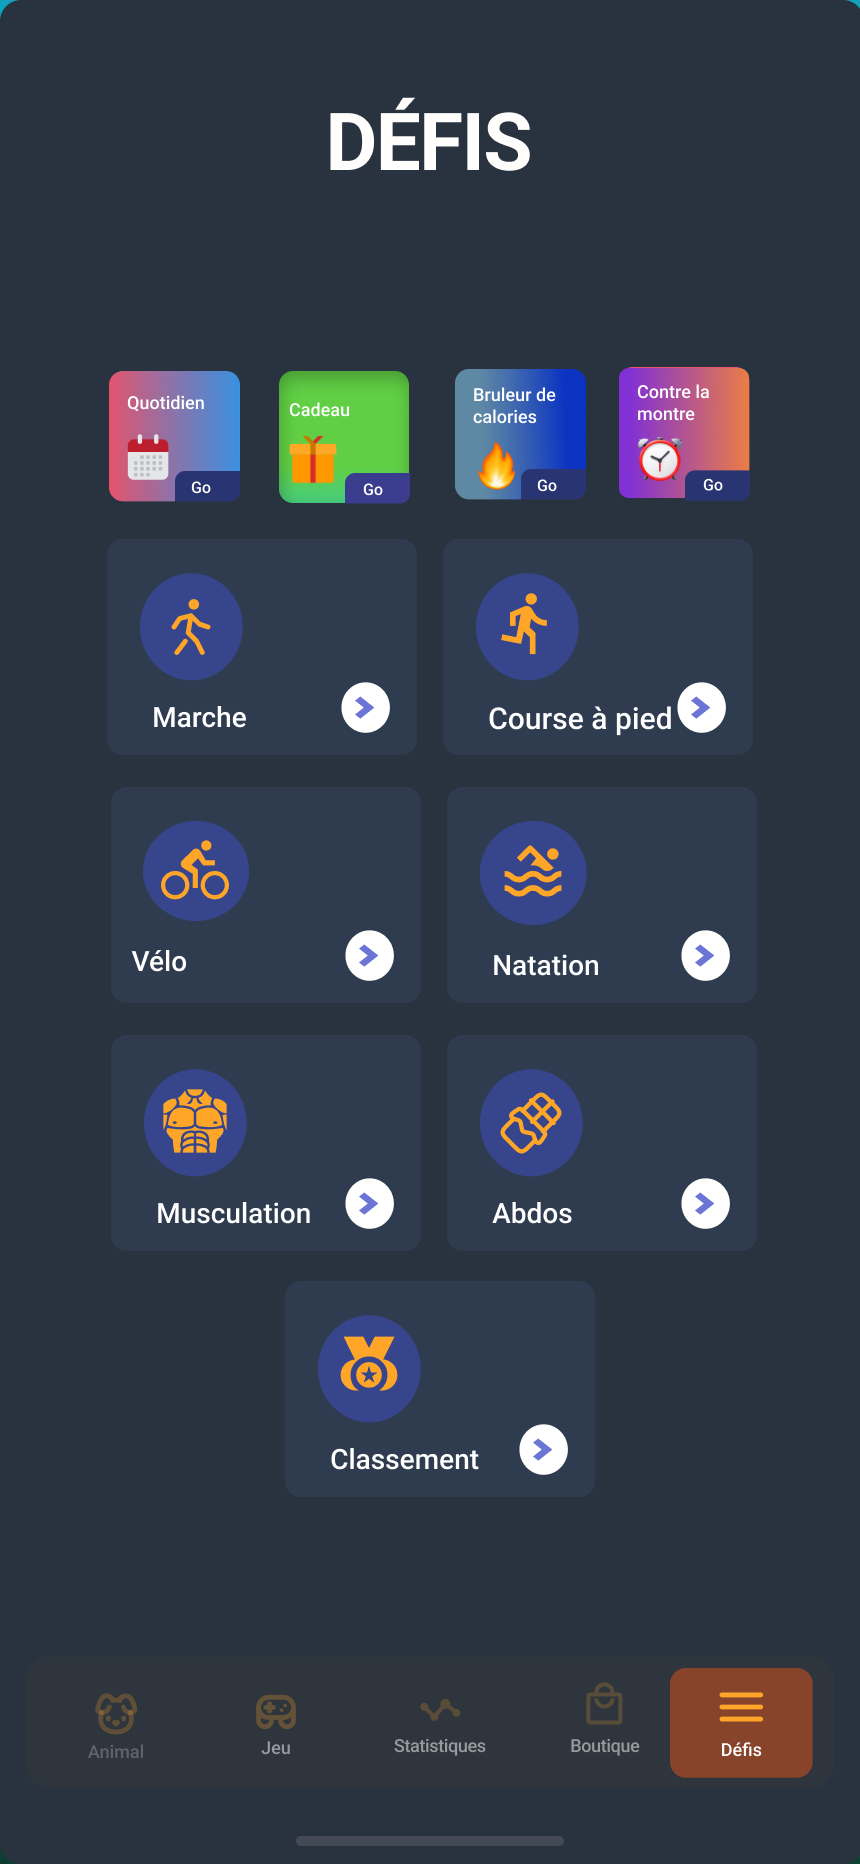 DÉFIS
Quotidien
Go
Cadeau
Go
Bruleur de
calories
Go
Contre la
montre
Go
Marche
Course à pied
Vélo
Natation
Musculation
Abdos
Classement
Animal
Jeu
Statistiques
Boutique
Défis